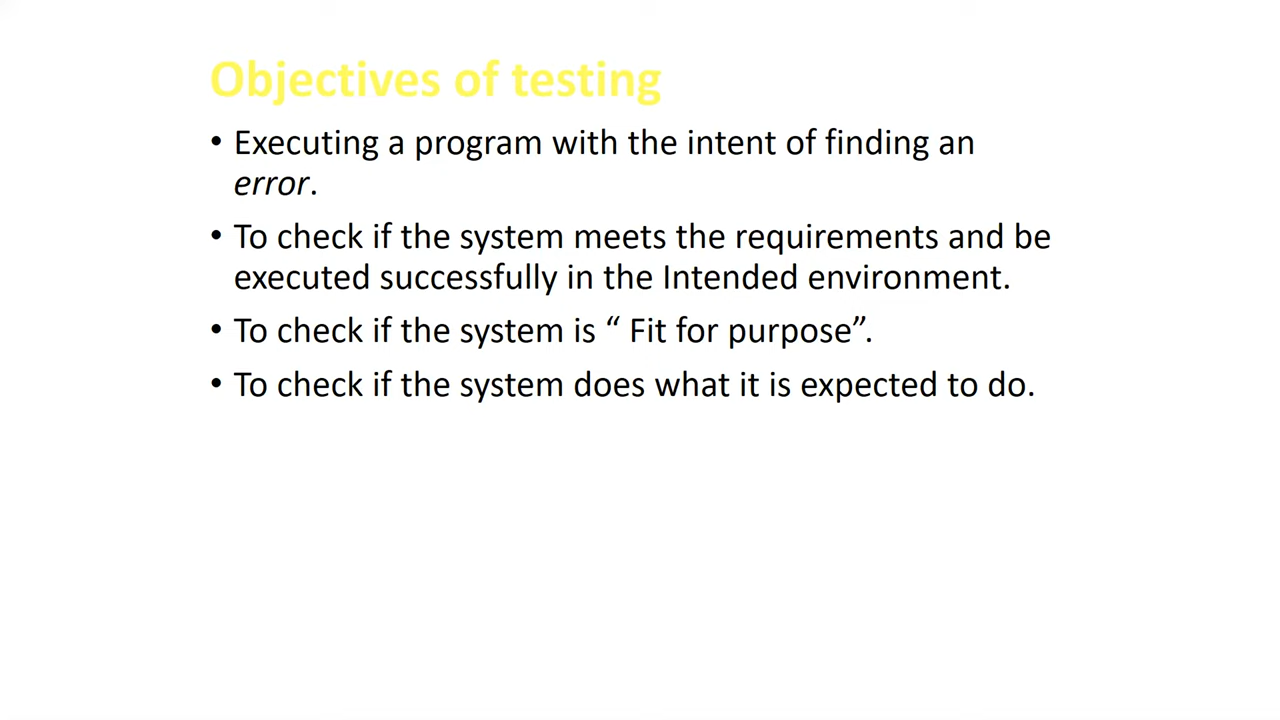 Objectives of testing
• Executing a program with the intent of finding an
error.
• To check if the system meets the requirements and be
executed successfully in the Intended environment.
• To check if the system is “ Fit for purpose”.
• To check if the system does what it is expected to do.